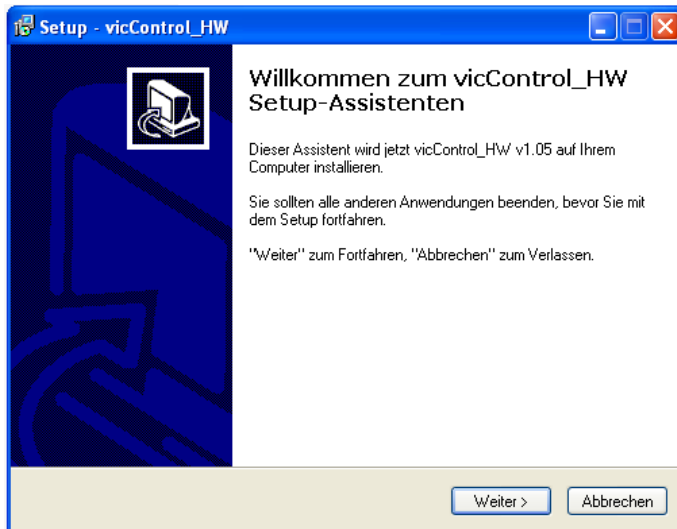 Setup - vicControl_HW
Willkommen zum vicControl_HW
Setup-Assistenten
Dieser Assistent wird jetzt vicControl_HW v1.05 auf Ihrem
Computer installieren.
Sie sollten alle anderen Anwendungen beenden, bevor Sie mit
dem Setup fortfahren.
"Weiter" zum Fortfahren, "Abbrechen" zum Verlassen.
Weiter >
Abbrechen